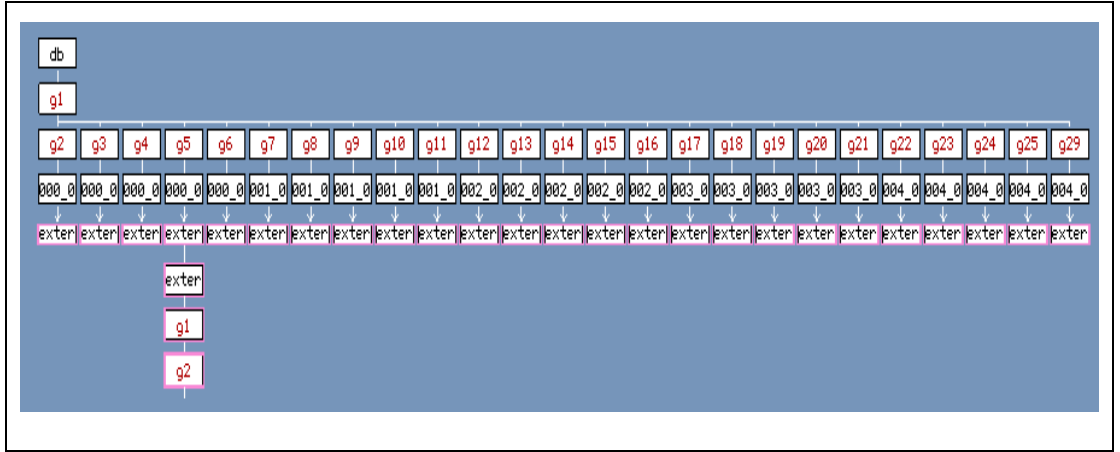 db
g1
g2 g3 g4 g5 g6 g7 g8 g9 g10 g11 g12 g13 g14 g15 g16 g17 g18 g19 g20 g21 g22 g23 g24 g25 g29
000_0 000_0 000_0 000_0 000_0 001_0 001_0 001_0 001_0 001_0 002_0 002_0 002_0 002_0 002_0 003_0 003_0 003_0 003_0 003_0 004_0 004_0 004_0 004_0 004_0
exter exter exter exter exter exter exter exter exter exter exter exter exter exter exter exter exter exter exter exter exter exter exter exter exter
exter
g1
g2